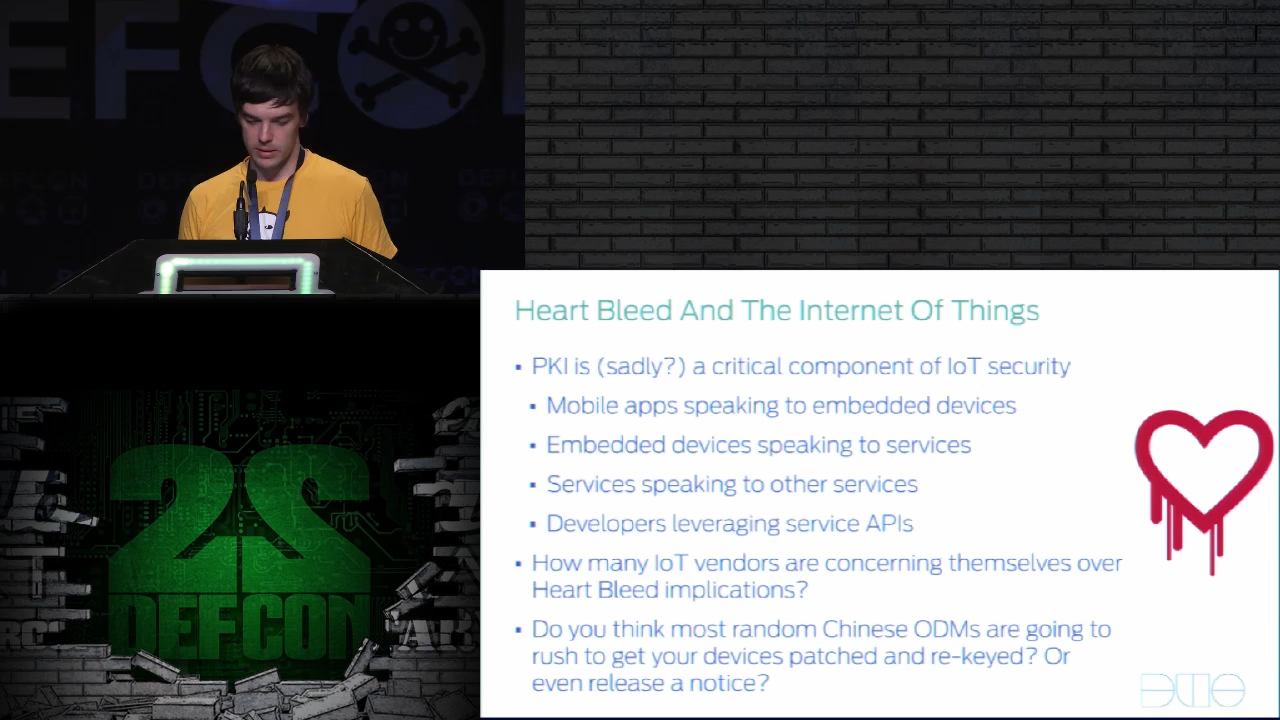 DEFCON
Heart Bleed And The Internet Of Things
▪ PKI is (sadly?) a critical component of IoT security
▪ Mobile apps speaking to embedded devices
▪ Embedded devices speaking to services
▪ Services speaking to other services
▪ Developers leveraging service APIs
▪ How many IoT vendors are concerning themselves over
Heart Bleed implications?
▪ Do you think most random Chinese ODMs are going to
rush to get your devices patched and re-keyed? Or
even release a notice?
DUO
22
DEFCON